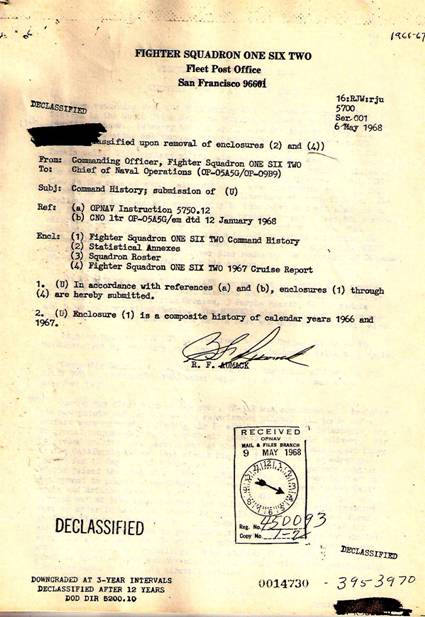 1966-67
FIGHTER SQUADRON ONE SIX TWO
Fleet Post Office
San Francisco 96601
16:RJW:rju
5700
Ser 001
6 May 1968
DECLASSIFIED
assified upon removal of enclosures (2) and (4))
From: Commanding Officer, Fighter Squadron ONE SIX TWO
To: Chief of Naval Operations (OP-05A5G/OP-09B9)
Subj: Command History; submission of (U)
Ref: (a) OPNAV Instruction 5750.12
(b) CNO ltr OP-05A5G/em dtd 12 January 1968
Encl: (1) Fighter Squadron ONE SIX TWO Command History
(2) Statistical Annexes
(3) Squadron Roster
(4) Fighter Squadron ONE SIX TWO 1967 Cruise Report
1. (U) In accordance with references (a) and (b), enclosures (1) through
(4) are hereby submitted.
2. (U) Enclosure (1) is a composite history of calendar years 1966 and
1967.
R. F. AUMACK
RECEIVED
OPNAV
MAIL & FILES BRANCH
9 MAY 1968
Reg. No. 450093
Copy No. 1-2
DECLASSIFIED
DECLASSIFIED
DOWNGRADED AT 3-YEAR INTERVALS
DECLASSIFIED AFTER 12 YEARS
DOD DIR 5200.10
0014730 - 3953970